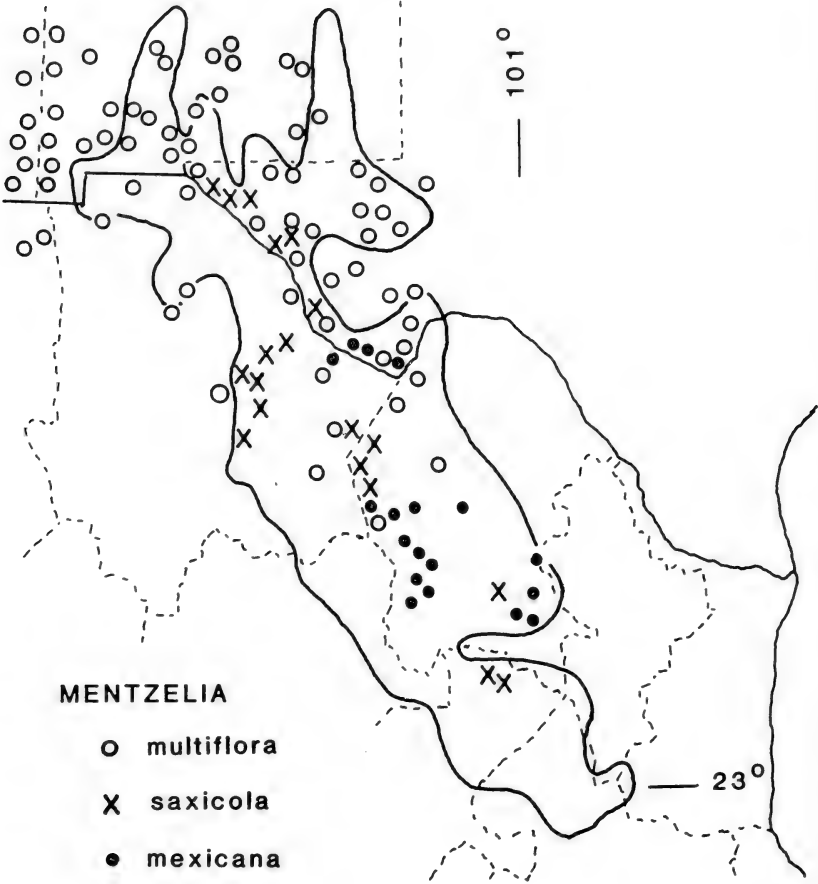 101°
23°
MENTZELIA
o multiflora
x saxicola
• mexicana